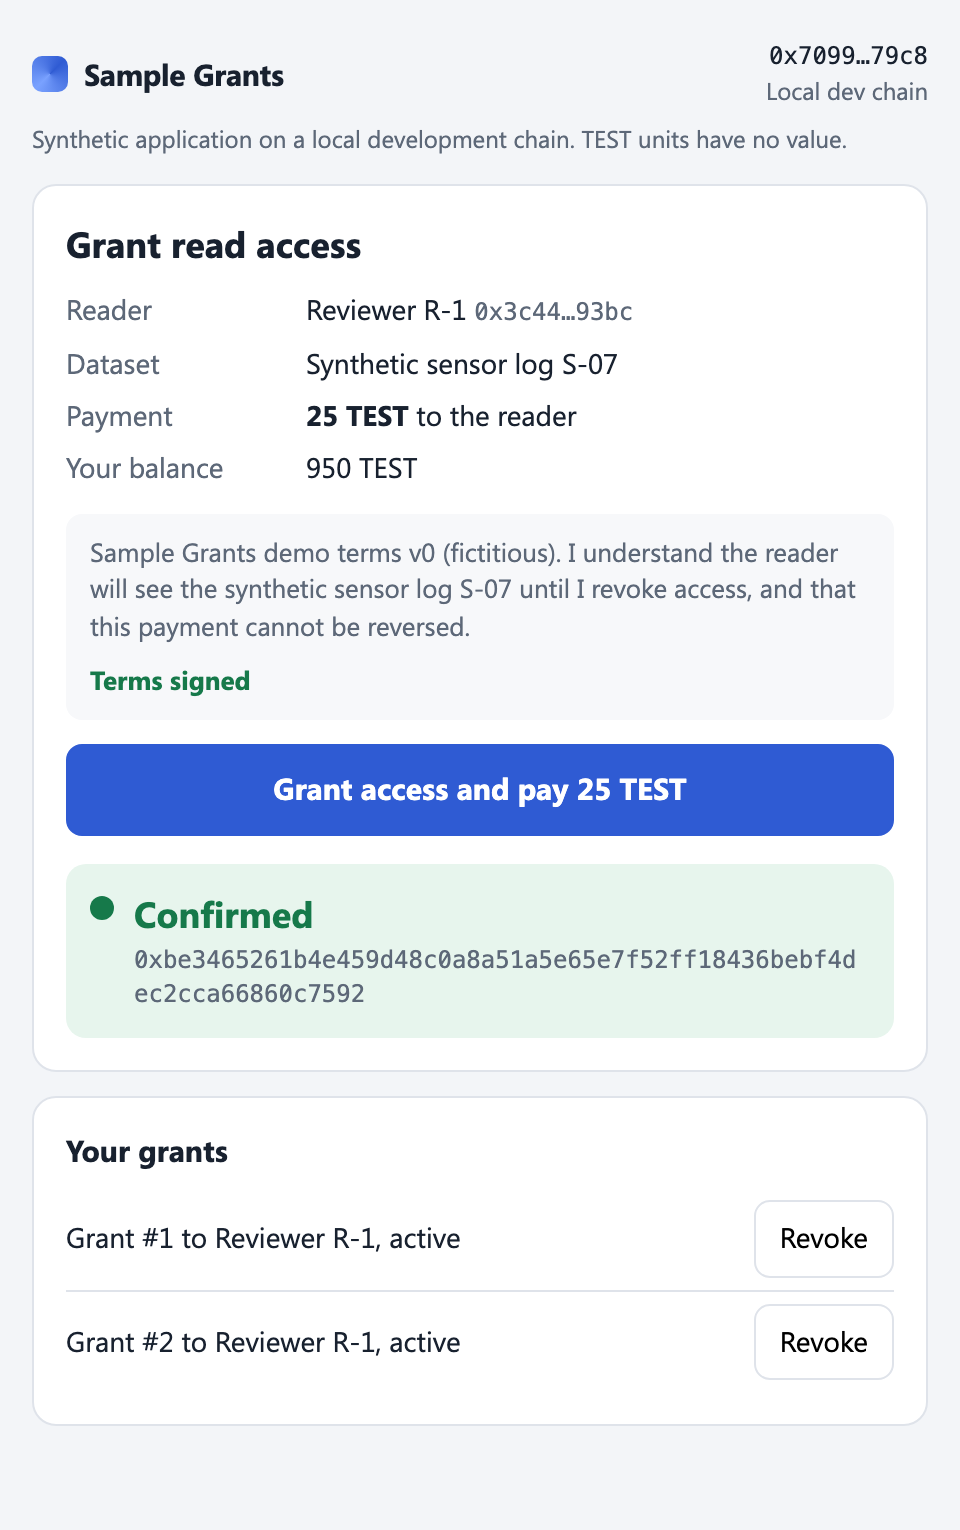 Sample Grants
0x7099…79c8
Local dev chain
Synthetic application on a local development chain. TEST units have no value.
Grant read access
Reader Reviewer R-1 0x3c44…93bc
Dataset Synthetic sensor log S-07
Payment 25 TEST to the reader
Your balance 950 TEST
Sample Grants demo terms v0 (fictitious). I understand the reader
will see the synthetic sensor log S-07 until I revoke access, and that
this payment cannot be reversed.
Terms signed
Grant access and pay 25 TEST
Confirmed
0xbe3465261b4e459d48c0a8a51a5e65e7f52ff18436bebf4d
ec2cca66860c7592
Your grants
Grant #1 to Reviewer R-1, active Revoke
Grant #2 to Reviewer R-1, active Revoke